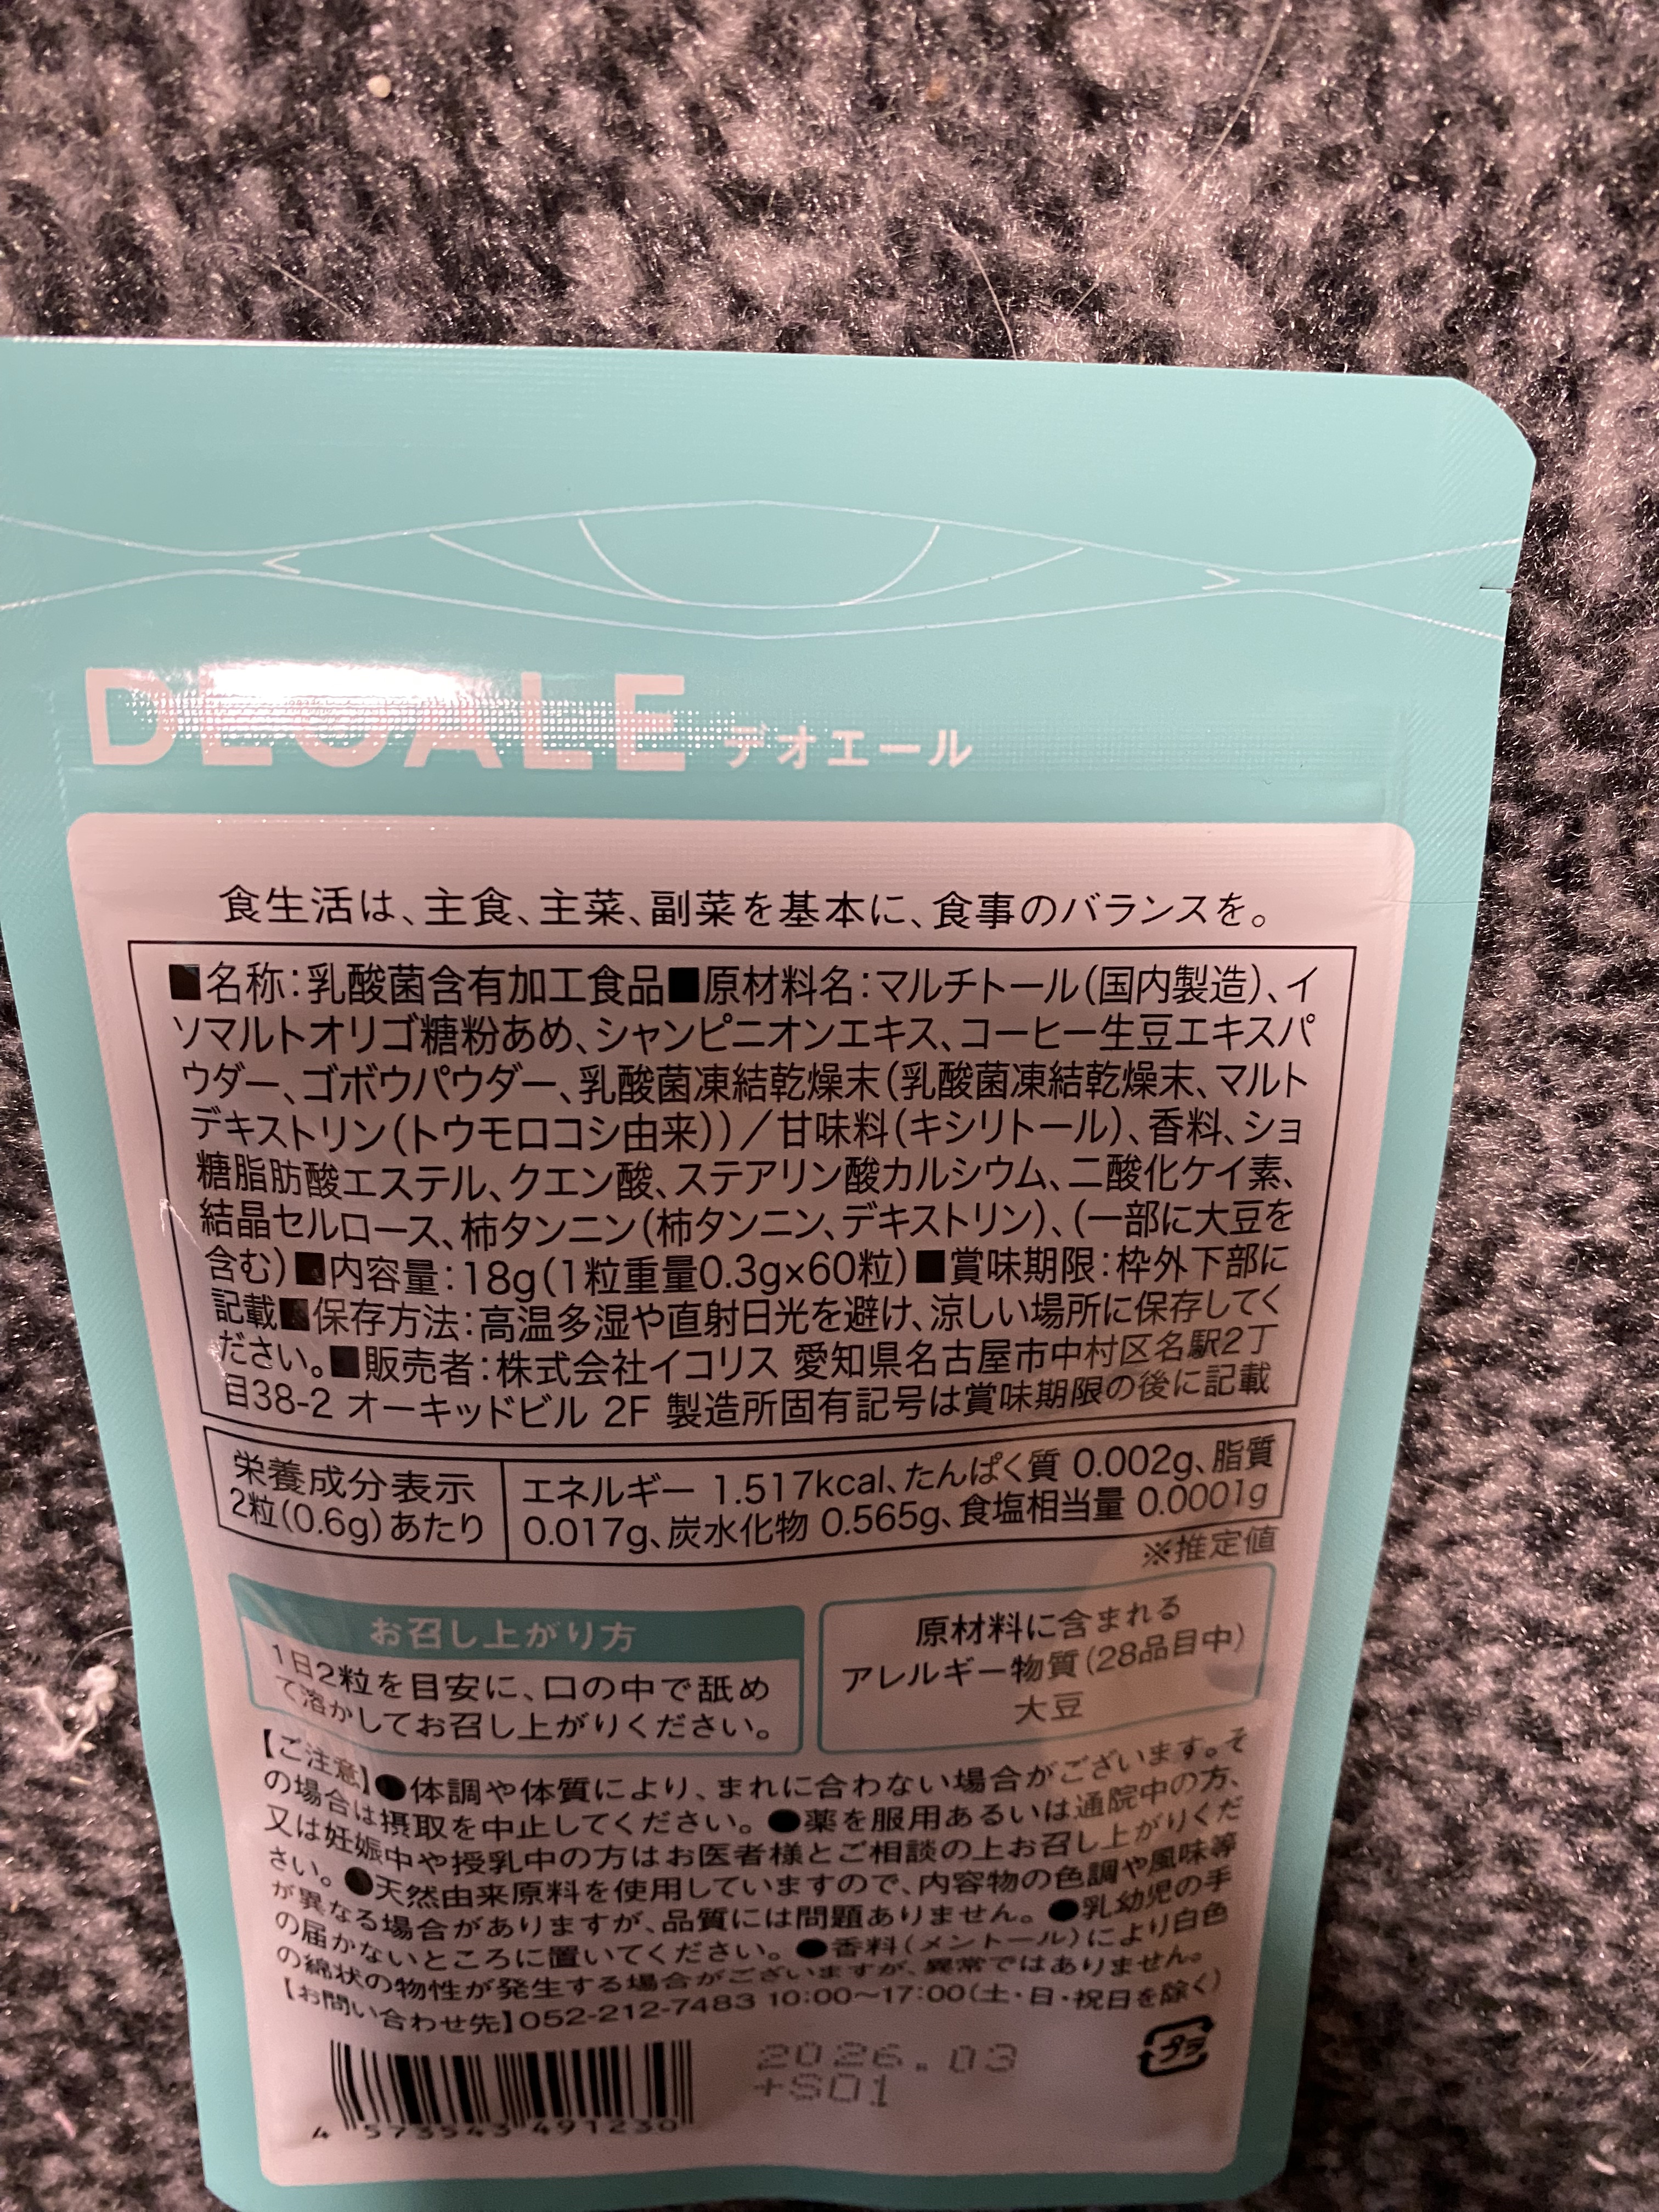 DEOALE デオエール
食生活は、主食、主菜、副菜を基本に、食事のバランスを。
■名称：乳酸菌含有加工食品■原材料名：マルチトール（国内製造）、イ
ソマルトオリゴ糖粉あめ、シャンピニオンエキス、コーヒー生豆エキスパ
ウダー、ゴボウパウダー、乳酸菌凍結乾燥末（乳酸菌凍結乾燥末、マルト
デキストリン（トウモロコシ由来））／甘味料（キシリトール）、香料、ショ
糖脂肪酸エステル、クエン酸、ステアリン酸カルシウム、二酸化ケイ素、
結晶セルロース、柿タンニン（柿タンニン、デキストリン）、（一部に大豆を
含む）■内容量：18g（1粒重量0.3g×60粒）■賞味期限：枠外下部に
記載■保存方法：高温多湿や直射日光を避け、涼しい場所に保存してく
ださい。■販売者：株式会社イコリス 愛知県名古屋市中村区名駅2丁
目38-2 オーキッドビル 2F 製造所固有記号は賞味期限の後に記載
栄養成分表示
2粒（0.6g）あたり
エネルギー 1.517kcal、たんぱく質 0.002g、脂質
0.017g、炭水化物 0.565g、食塩相当量 0.0001g
※推定値
お召し上がり方
1日2粒を目安に、口の中で舐め
て溶かしてお召し上がりください。
原材料に含まれる
アレルギー物質（28品目中）
大豆
【ご注意】●体調や体質により、まれに合わない場合がございます。そ
の場合は摂取を中止してください。●薬を服用あるいは通院中の方、
又は妊娠中や授乳中の方はお医者様とご相談の上お召し上がりくだ
さい。●天然由来原料を使用していますので、内容物の色調や風味等
が異なる場合がありますが、品質には問題ありません。●乳幼児の手
の届かないところに置いてください。●香料（メントール）により白色
の綿状の物性が発生する場合がございますが、異常ではありません。
【お問い合わせ先】052-212-7483 10:00〜17:00（土・日・祝日を除く）
2026.03
+S01
プラ
4 573543 491230